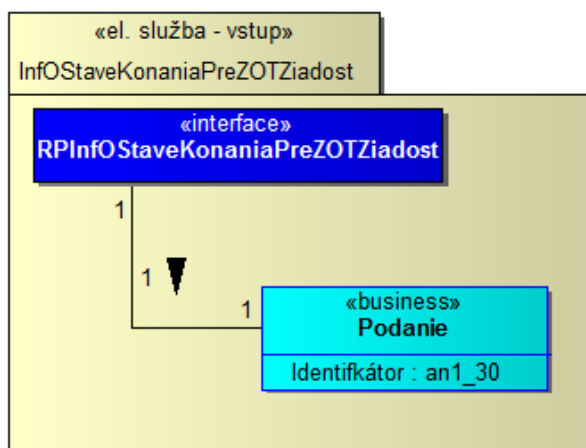 «el. služba - vstup»
InfOStaveKonaniaPreZOTZiadost
«interface»
RPInfOStaveKonaniaPreZOTZiadost
1
1
1
«business»
Podanie
Identifkátor : an1_30